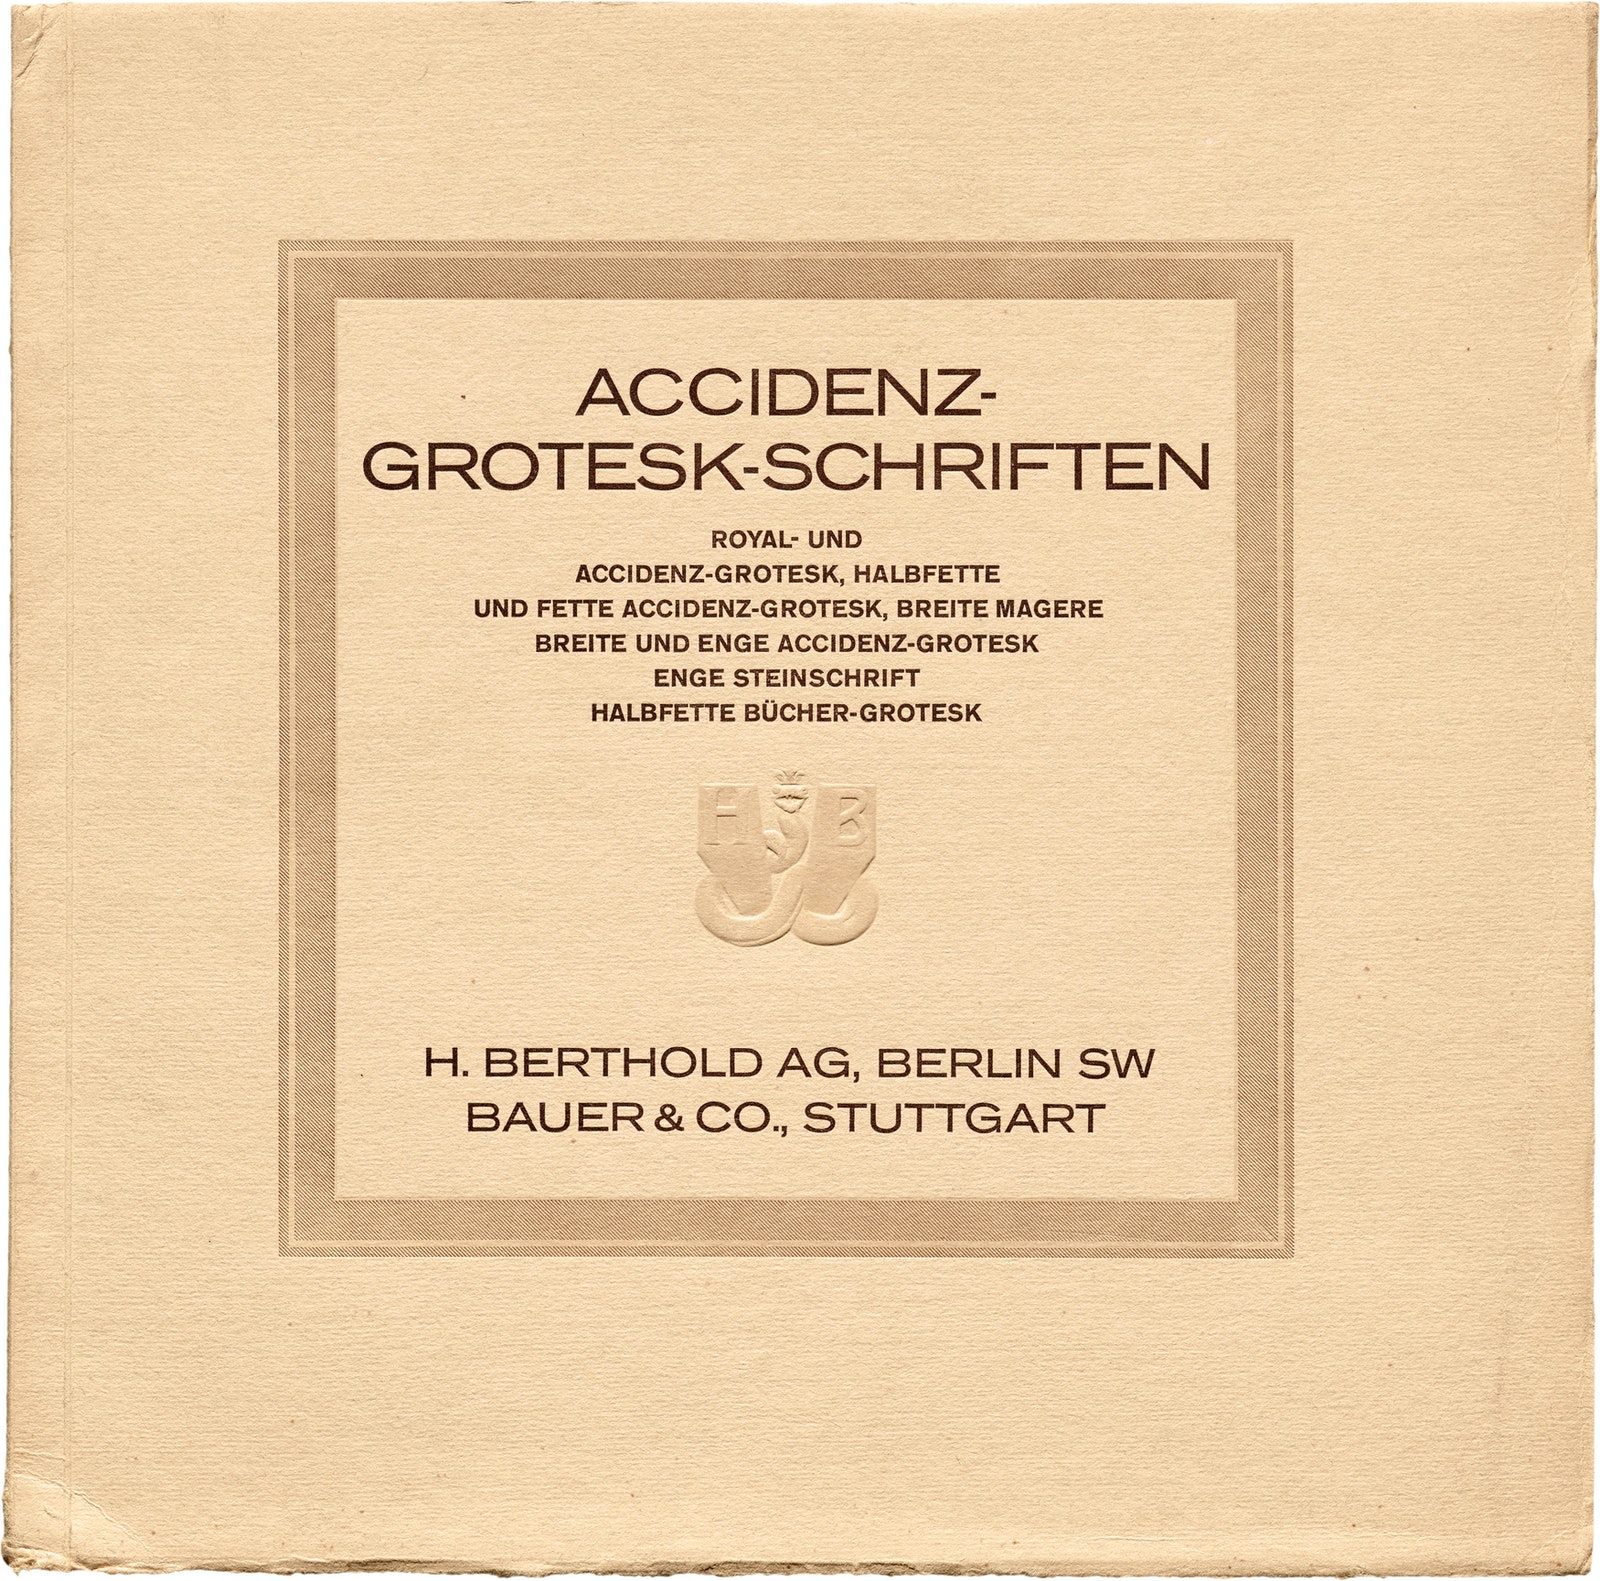 ACCIDENZ-
GROTESK-SCHRIFTEN
ROYAL- UND
ACCIDENZ-GROTESK, HALBFETTE
UND FETTE ACCIDENZ-GROTESK, BREITE MAGERE
BREITE UND ENGE ACCIDENZ-GROTESK
ENGE STEINSCHRIFT
HALBFETTE BÜCHER-GROTESK
H B
H. BERTHOLD AG, BERLIN SW
BAUER & CO., STUTTGART